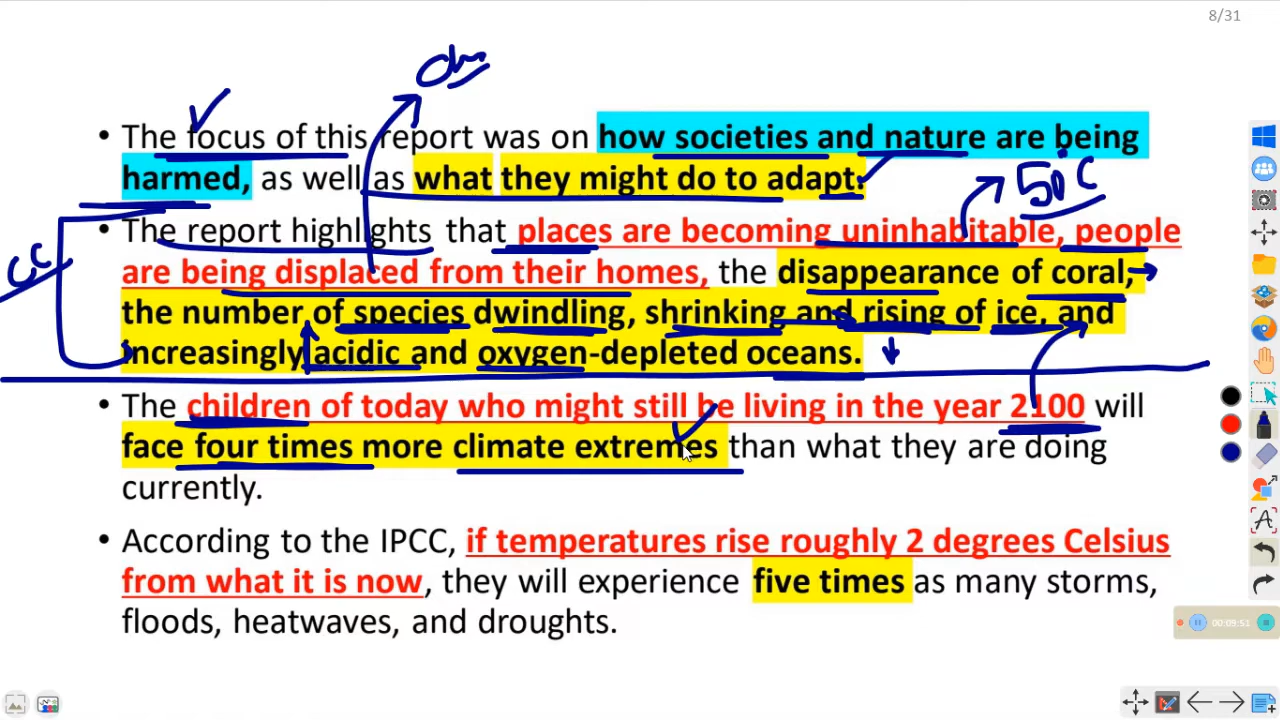 8/31
• The focus of this report was on how societies and nature are being
harmed, as well as what they might do to adapt.
50°C
• The report highlights that places are becoming uninhabitable, people
are being displaced from their homes, the disappearance of coral,
CC
the number of species dwindling, shrinking and rising of ice, and
increasingly acidic and oxygen-depleted oceans.
• The children of today who might still be living in the year 2100 will
face four times more climate extremes than what they are doing
currently.
• According to the IPCC, if temperatures rise roughly 2 degrees Celsius
from what it is now, they will experience five times as many storms,
floods, heatwaves, and droughts.
00:09:51